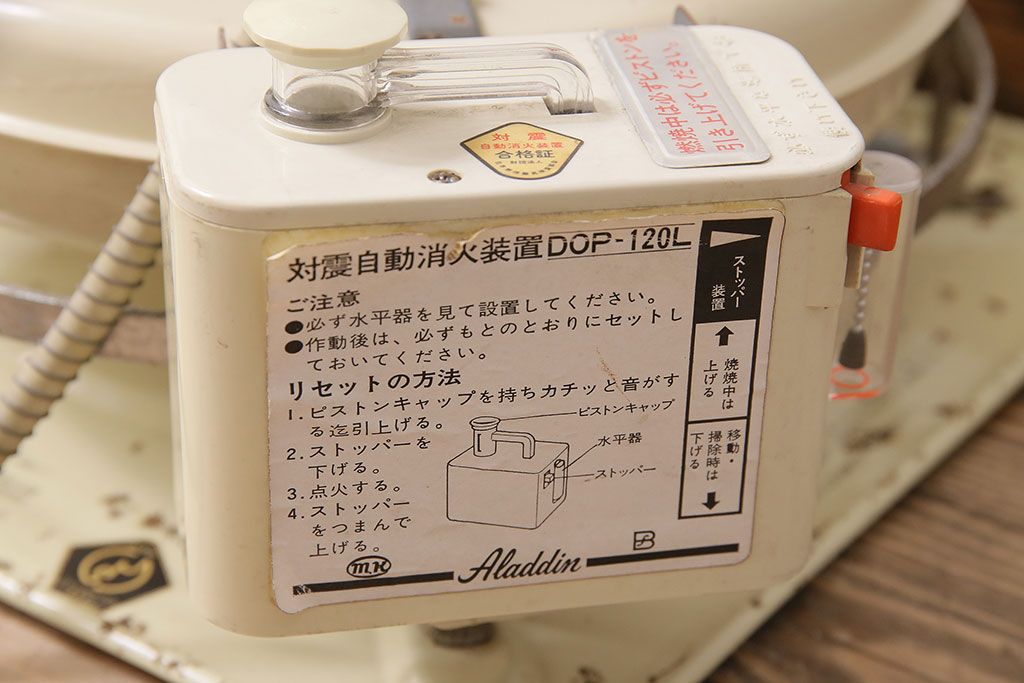 燃焼中は必ずピストンを
引き上げてください。
対震
自動消火装置
合格証
対震自動消火装置DOP-120L
ご注意
●必ず水平器を見て設置してください。
●作動後は、必ずもとのとおりにセットし
ておいてください。
リセットの方法
1.ピストンキャップを持ちカチッと音がす
る迄引上げる。
2.ストッパーを
下げる。
3.点火する。
4.ストッパー
をつまんで
上げる。
ピストンキャップ
水平器
ストッパー
ストッパー
装置
燃焼中は
上げる
移動・
掃除時は
下げる
MK
Aladdin